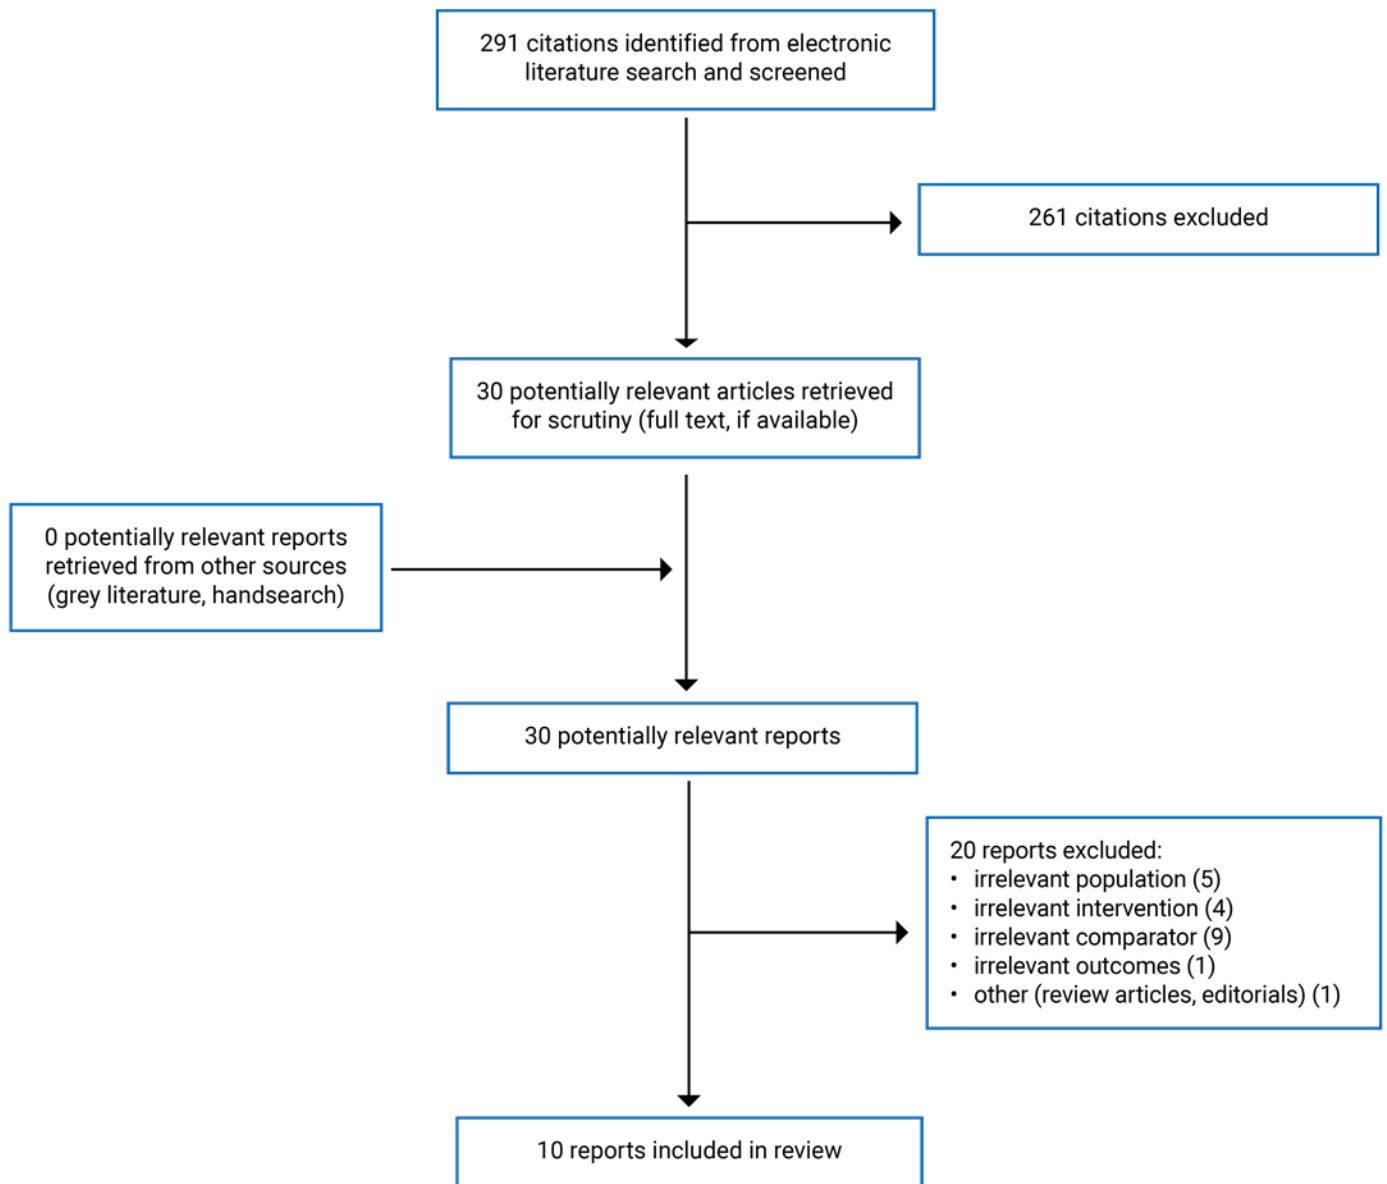 291 citations identified from electronic
literature search and screened
261 citations excluded
30 potentially relevant articles retrieved
for scrutiny (full text, if available)
0 potentially relevant reports
retrieved from other sources
(grey literature, handsearch)
30 potentially relevant reports
20 reports excluded:
• irrelevant population (5)
• irrelevant intervention (4)
• irrelevant comparator (9)
• irrelevant outcomes (1)
• other (review articles, editorials) (1)
10 reports included in review